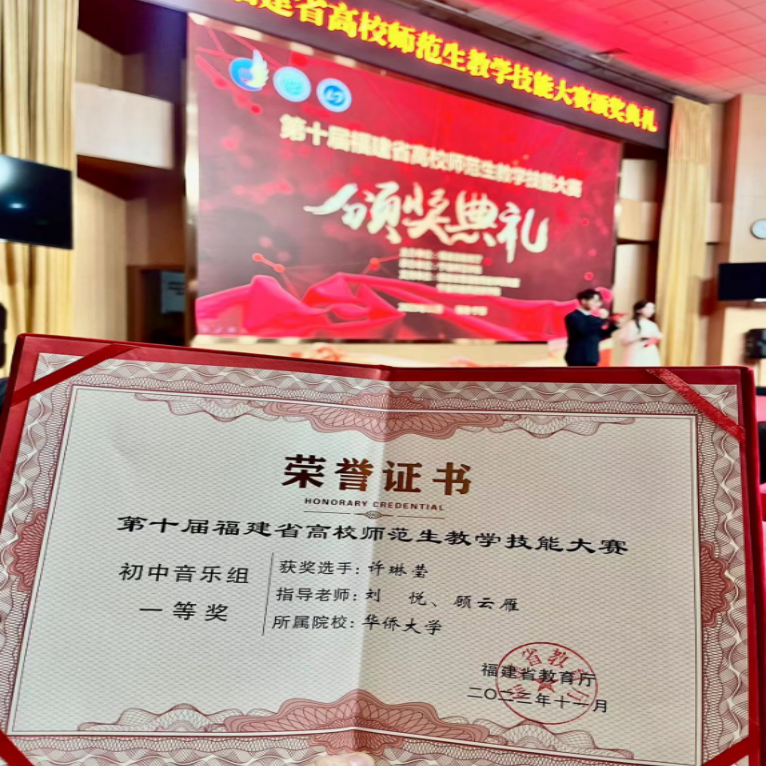 福建省高校师范生教学技能大赛颁奖典礼
第十届福建省高校师范生教学技能大赛
颁奖典礼
荣誉证书
HONORARY CREDENTIAL
第十届福建省高校师范生教学技能大赛
初中音乐组
一等奖
获奖选手:许琳莹
指导老师:刘 悦、顾云雁
所属院校:华侨大学
福建省教育厅
二〇二二年十一月